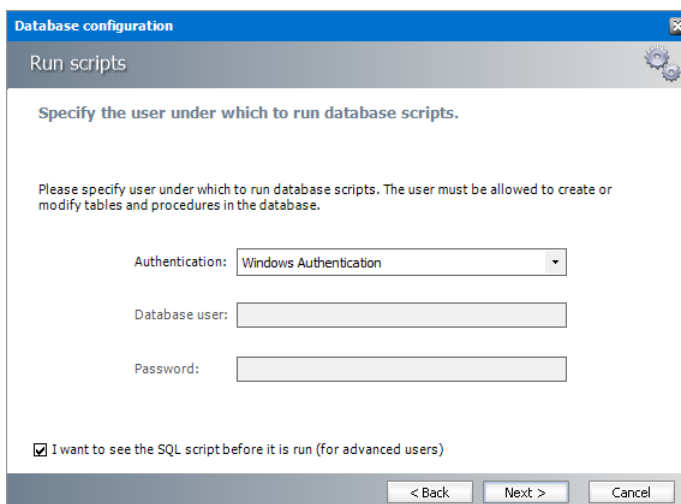 Database configuration
Run scripts
Specify the user under which to run database scripts.
Please specify user under which to run database scripts. The user must be allowed to create or
modify tables and procedures in the database.
Authentication: Windows Authentication
Database user:
Password:
I want to see the SQL script before it is run (for advanced users)
< Back Next > Cancel